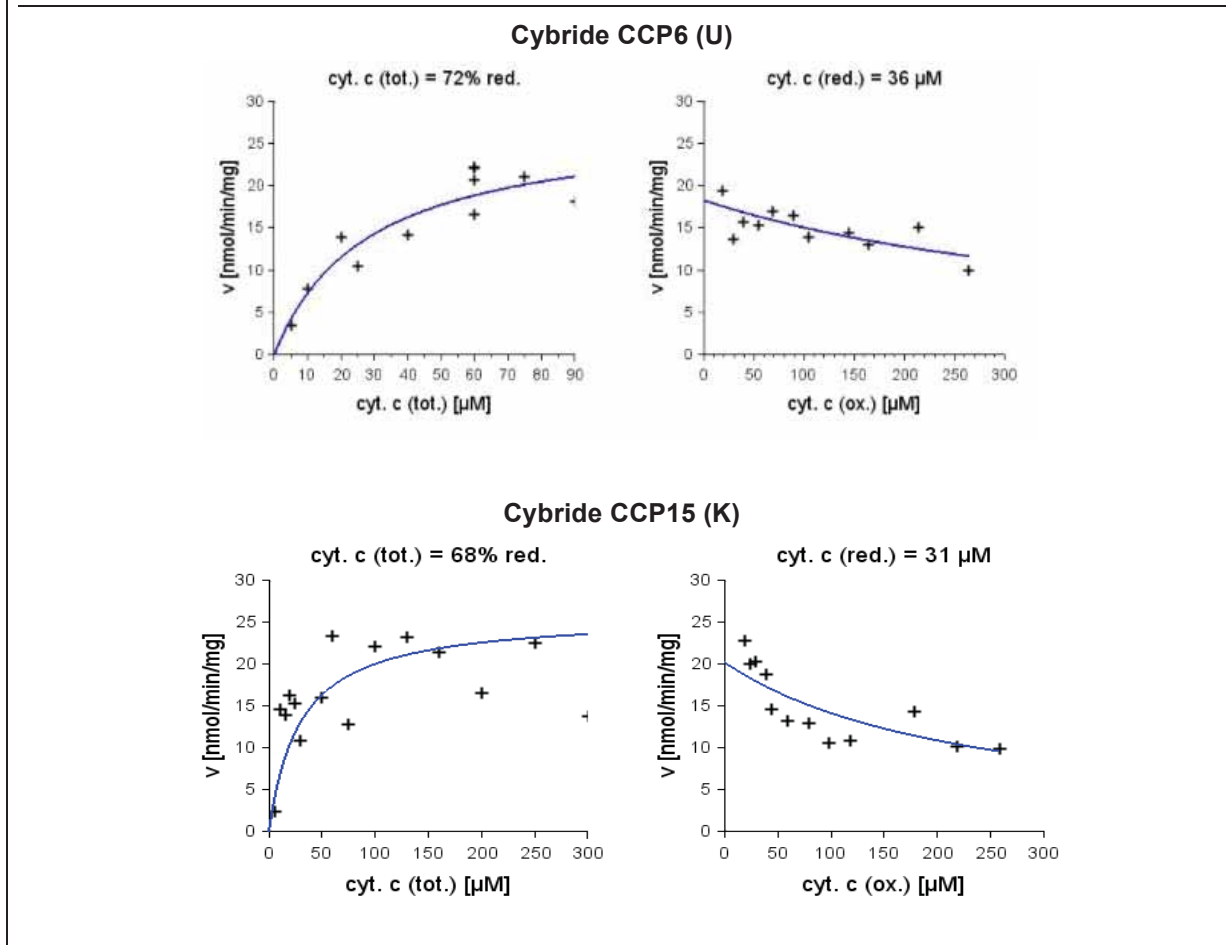 Cybride CCP6 (U)
cyt. c (tot.) = 72% red.
30
25
20
15
10
5
0
v [nmol/min/mg]
0 10 20 30 40 50 60 70 80 90
cyt. c (tot.) [µM]
cyt. c (red.) = 36 µM
30
25
20
15
10
5
0
v [nmol/min/mg]
0 50 100 150 200 250 300
cyt. c (ox.) [µM]
Cybride CCP15 (K)
cyt. c (tot.) = 68% red.
30
25
20
15
10
5
0
v [nmol/min/mg]
0 50 100 150 200 250 300
cyt. c (tot.) [µM]
cyt. c (red.) = 31 µM
30
25
20
15
10
5
0
v [nmol/min/mg]
0 50 100 150 200 250 300
cyt. c (ox.) [µM]